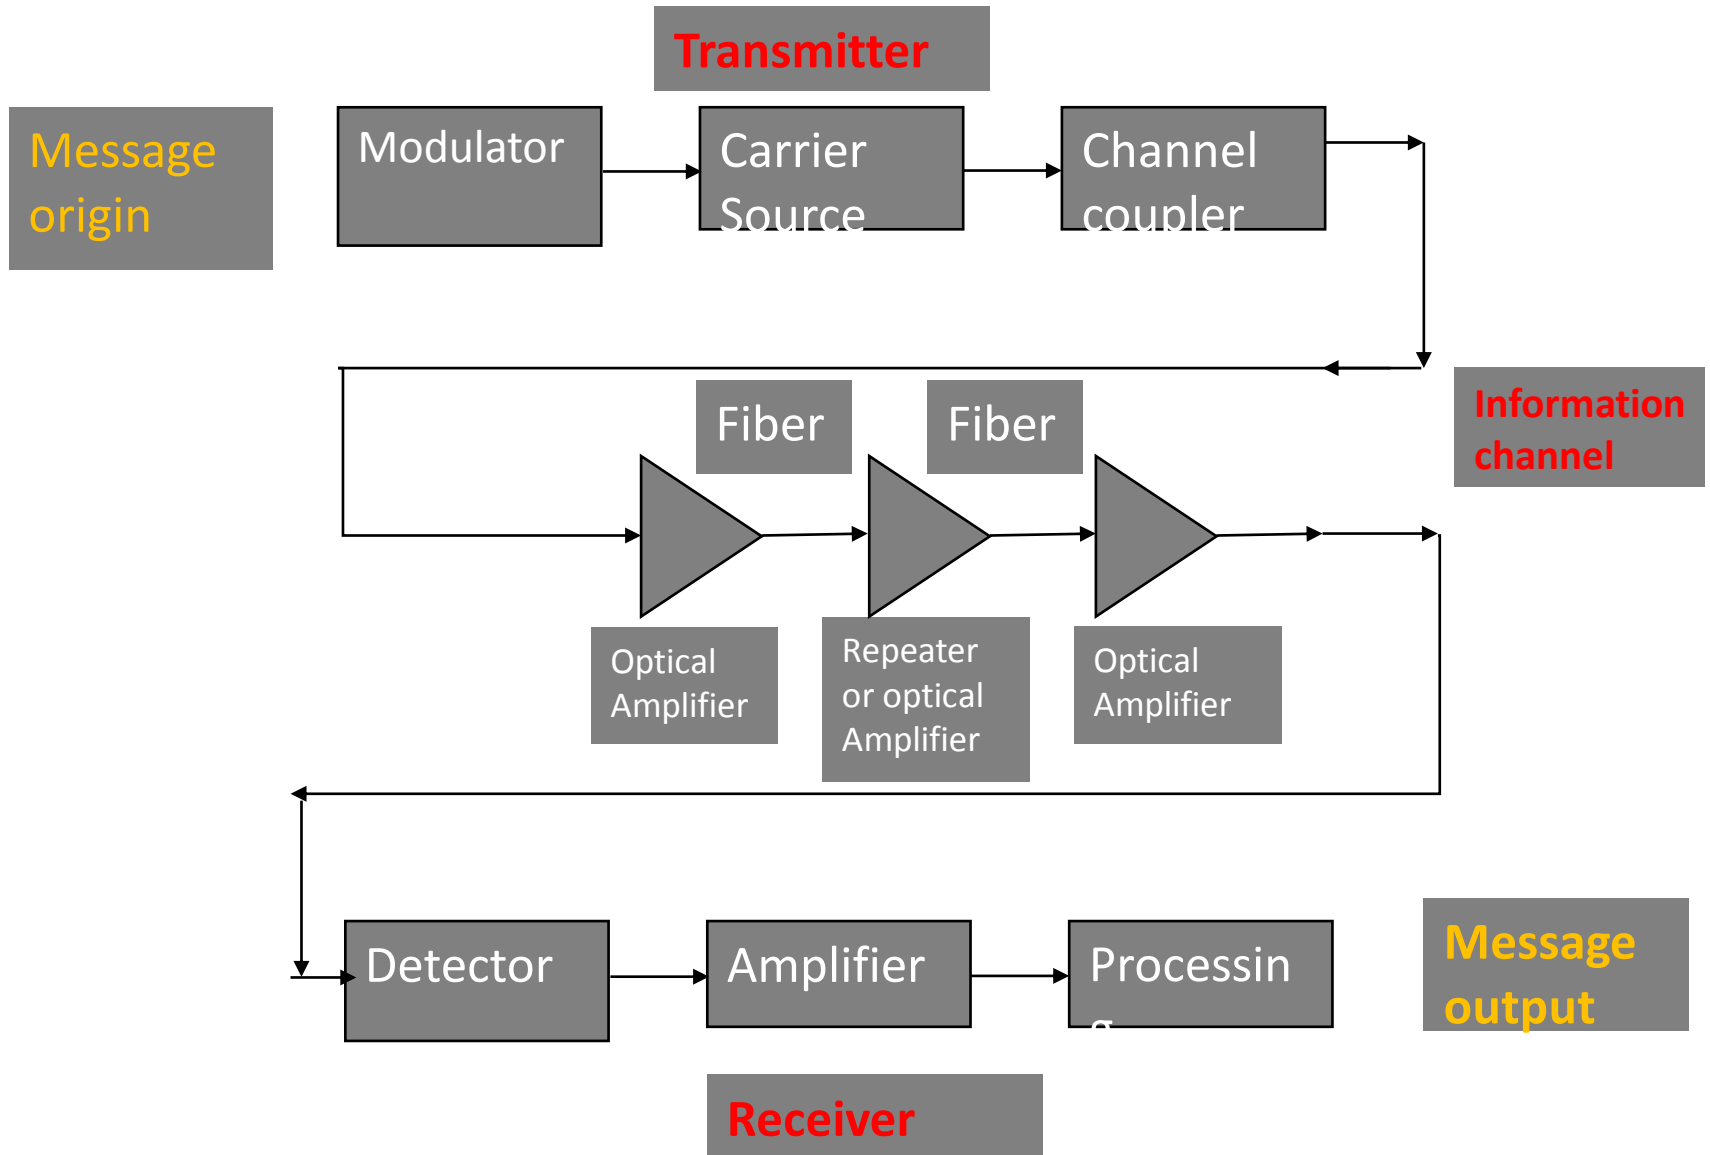 Transmitter
Message
origin
Modulator
Carrier
Source
Channel
coupler
Information
channel
Fiber
Fiber
Optical
Amplifier
Repeater
or optical
Amplifier
Optical
Amplifier
Detector
Amplifier
Processin
g
Message
output
Receiver